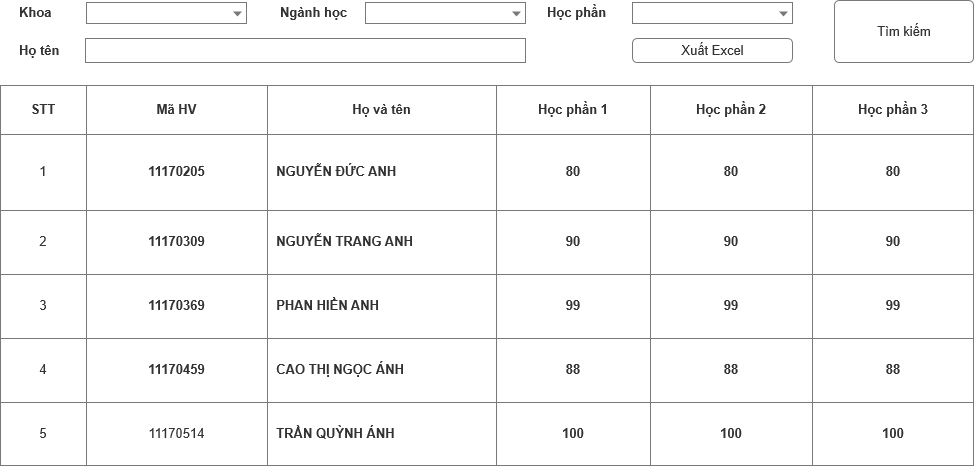 Khoa Ngành học Học phần Tìm kiếm
Họ tên Xuất Excel
STT Mã HV Họ và tên Học phần 1 Học phần 2 Học phần 3
1 11170205 NGUYỄN ĐỨC ANH 80 80 80
2 11170309 NGUYỄN TRANG ANH 90 90 90
3 11170369 PHAN HIỀN ANH 99 99 99
4 11170459 CAO THỊ NGỌC ÁNH 88 88 88
5 11170514 TRẦN QUỲNH ÁNH 100 100 100